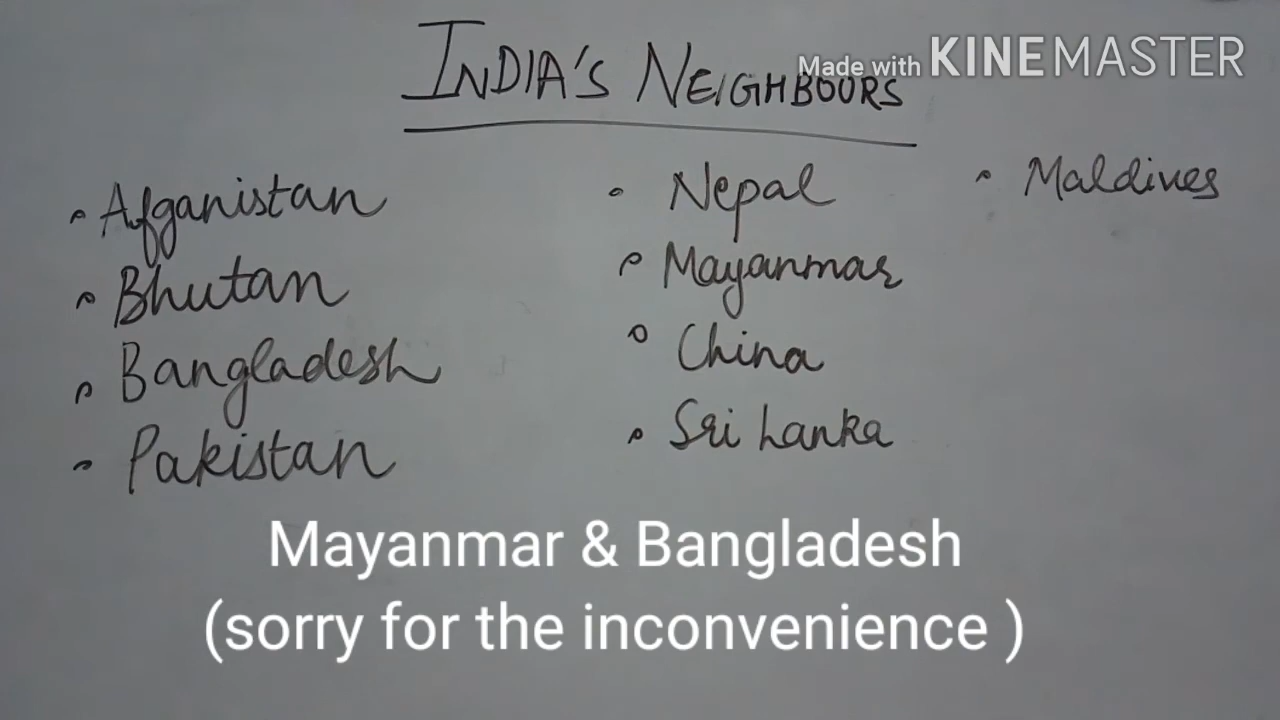 INDIA'S NEIGHBOURS
Made with KINEMASTER
• Afganistan
• Bhutan
• Bangladesh
• Pakistan
• Nepal
• Mayanmar
• China
• Sri Lanka
• Maldives
Mayanmar & Bangladesh
(sorry for the inconvenience )